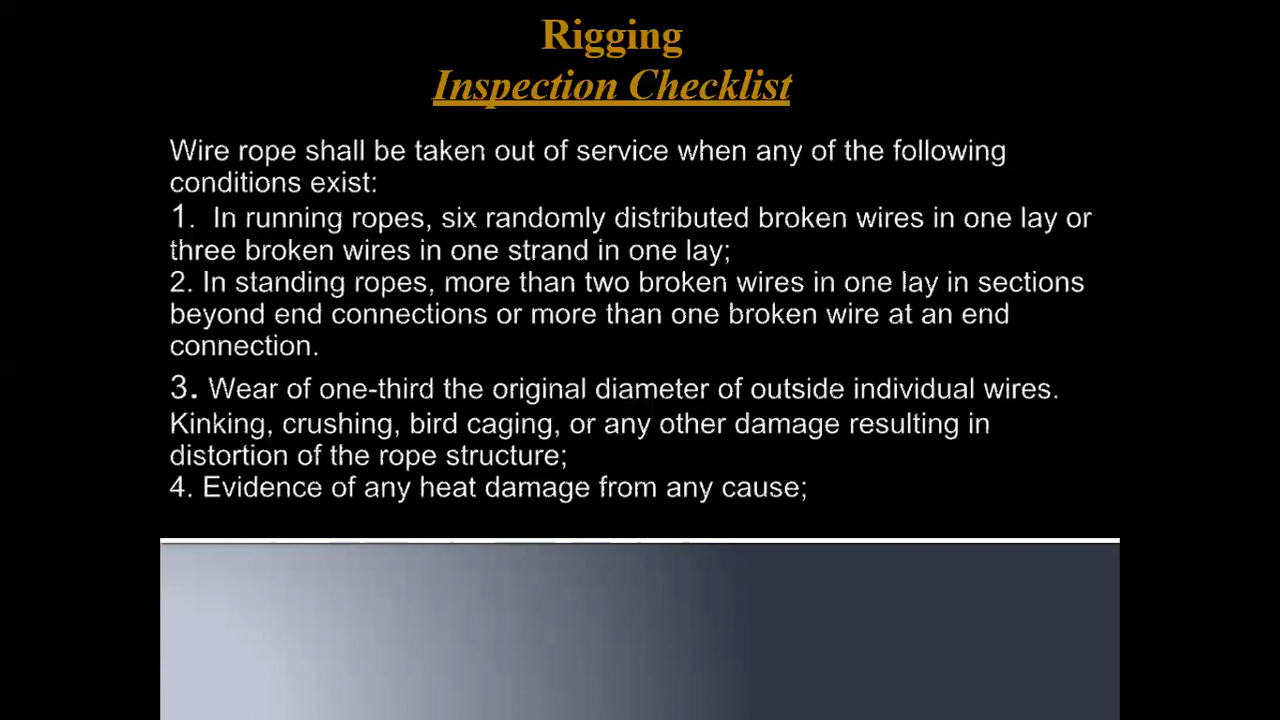 Rigging
Inspection Checklist
Wire rope shall be taken out of service when any of the following
conditions exist:
1. In running ropes, six randomly distributed broken wires in one lay or
three broken wires in one strand in one lay;
2. In standing ropes, more than two broken wires in one lay in sections
beyond end connections or more than one broken wire at an end
connection.
3. Wear of one-third the original diameter of outside individual wires.
Kinking, crushing, bird caging, or any other damage resulting in
distortion of the rope structure;
4. Evidence of any heat damage from any cause;